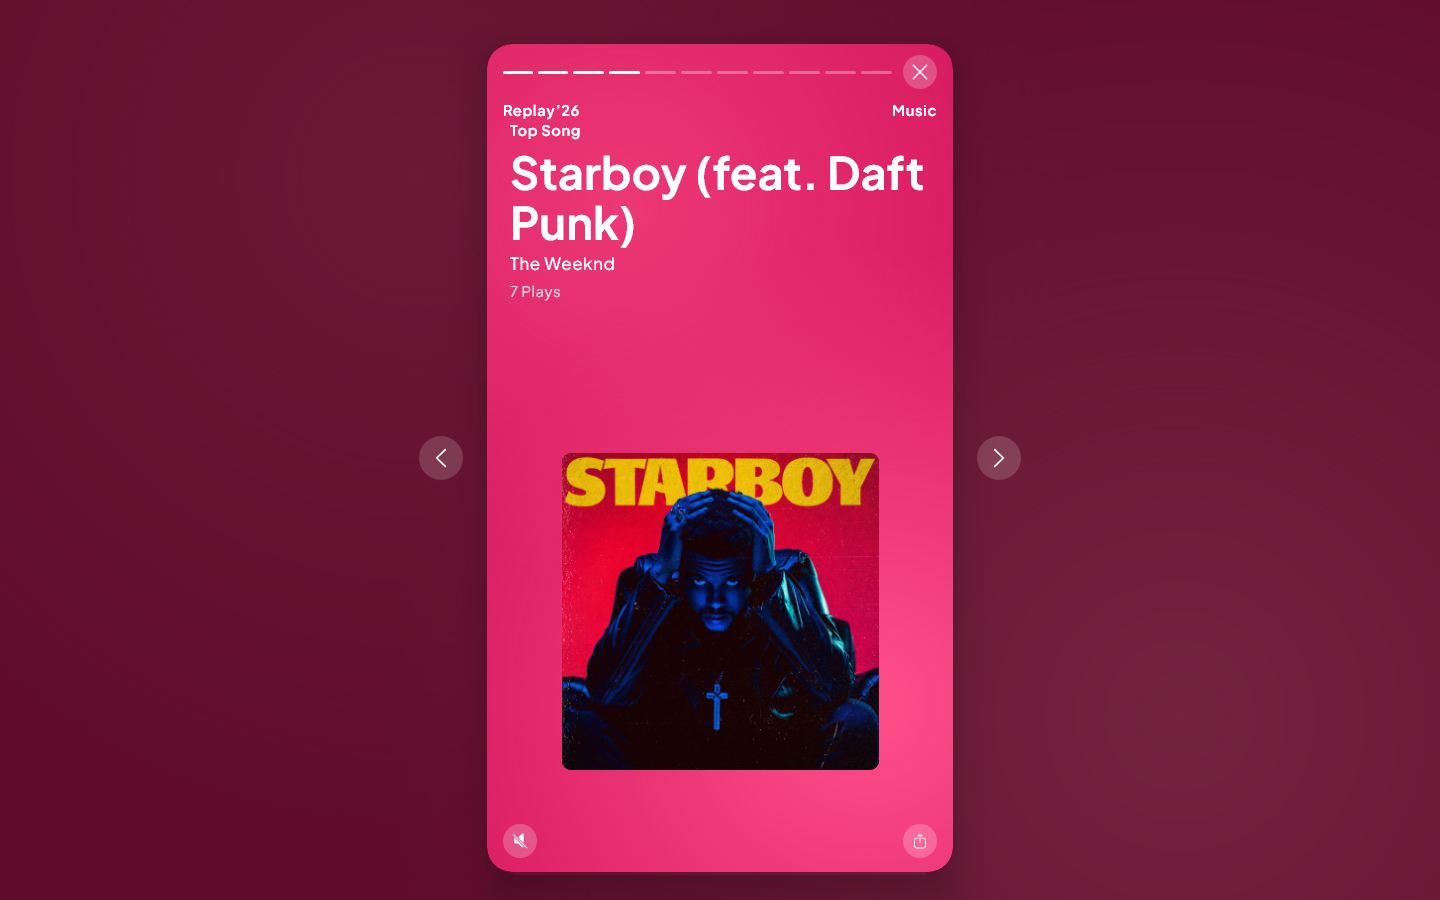 Replay’26
Music
Top Song
Starboy (feat. Daft
Punk)
The Weeknd
7 Plays
STARBOY